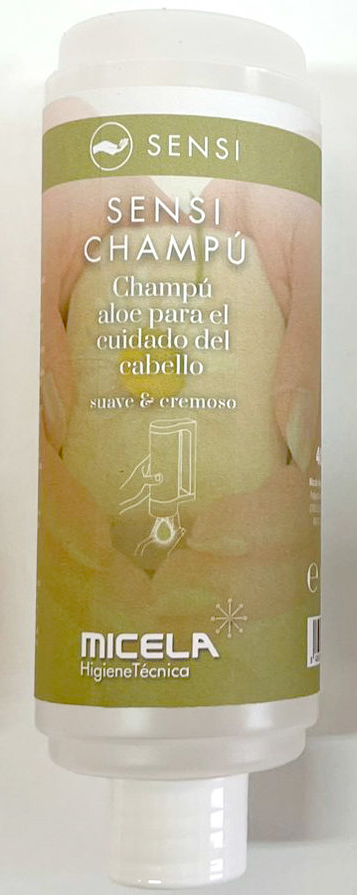 SENSI
SENSI
CHAMPÚ
Champú
aloe para el
cuidado del
cabello
suave & cremoso
MICELA
HigieneTécnica
℮